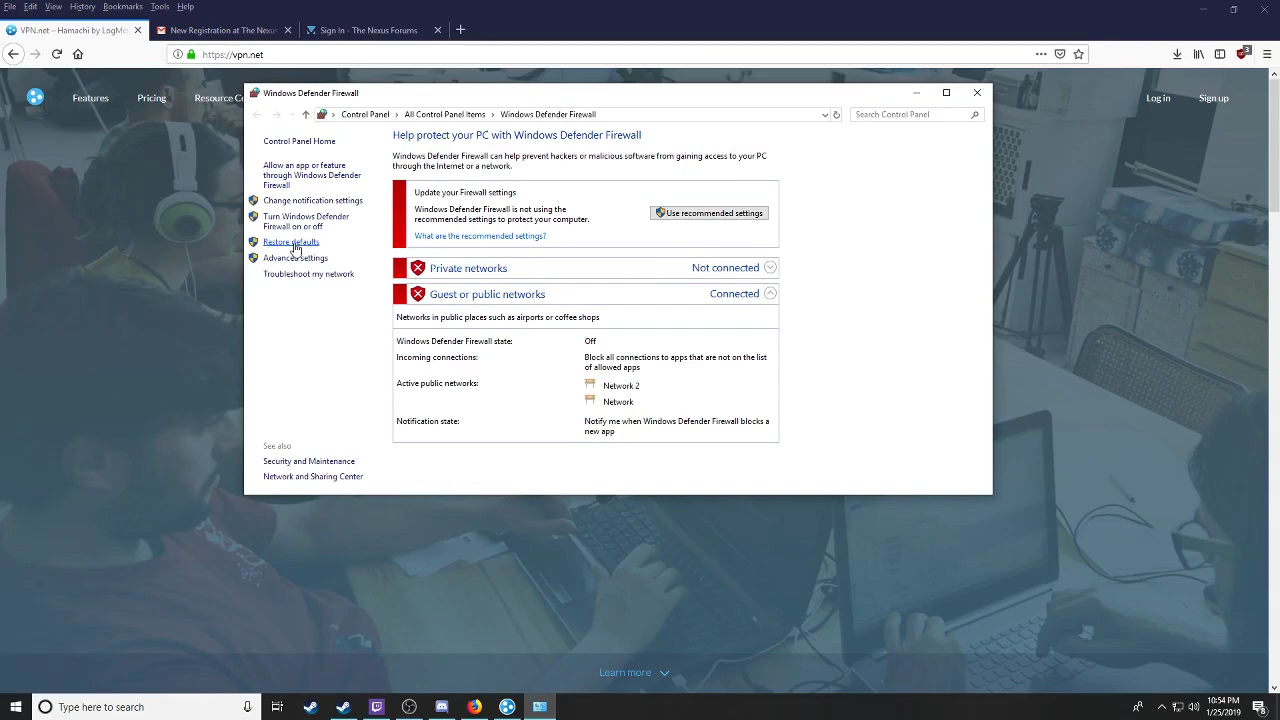 File Edit View History Bookmarks Tools Help
VPN.net – Hamachi by LogMe
New Registration at The Nexus
Sign In - The Nexus Forums
https://vpn.net
3
Features
Pricing
Resource C
Log in
Sign up
Windows Defender Firewall
Control Panel > All Control Panel Items > Windows Defender Firewall
Search Control Panel
Control Panel Home
Allow an app or feature
through Windows Defender
Firewall
Change notification settings
Turn Windows Defender
Firewall on or off
Restore defaults
Advanced settings
Troubleshoot my network
See also
Security and Maintenance
Network and Sharing Center
Help protect your PC with Windows Defender Firewall
Windows Defender Firewall can help prevent hackers or malicious software from gaining access to your PC
through the Internet or a network.
Update your Firewall settings
Windows Defender Firewall is not using the
recommended settings to protect your computer.
Use recommended settings
What are the recommended settings?
Private networks Not connected
Guest or public networks Connected
Networks in public places such as airports or coffee shops
Windows Defender Firewall state: Off
Incoming connections: Block all connections to apps that are not on the list
of allowed apps
Active public networks: Network 2
Network
Notification state: Notify me when Windows Defender Firewall blocks a
new app
Learn more
Type here to search
10:54 PM
1/25/2019